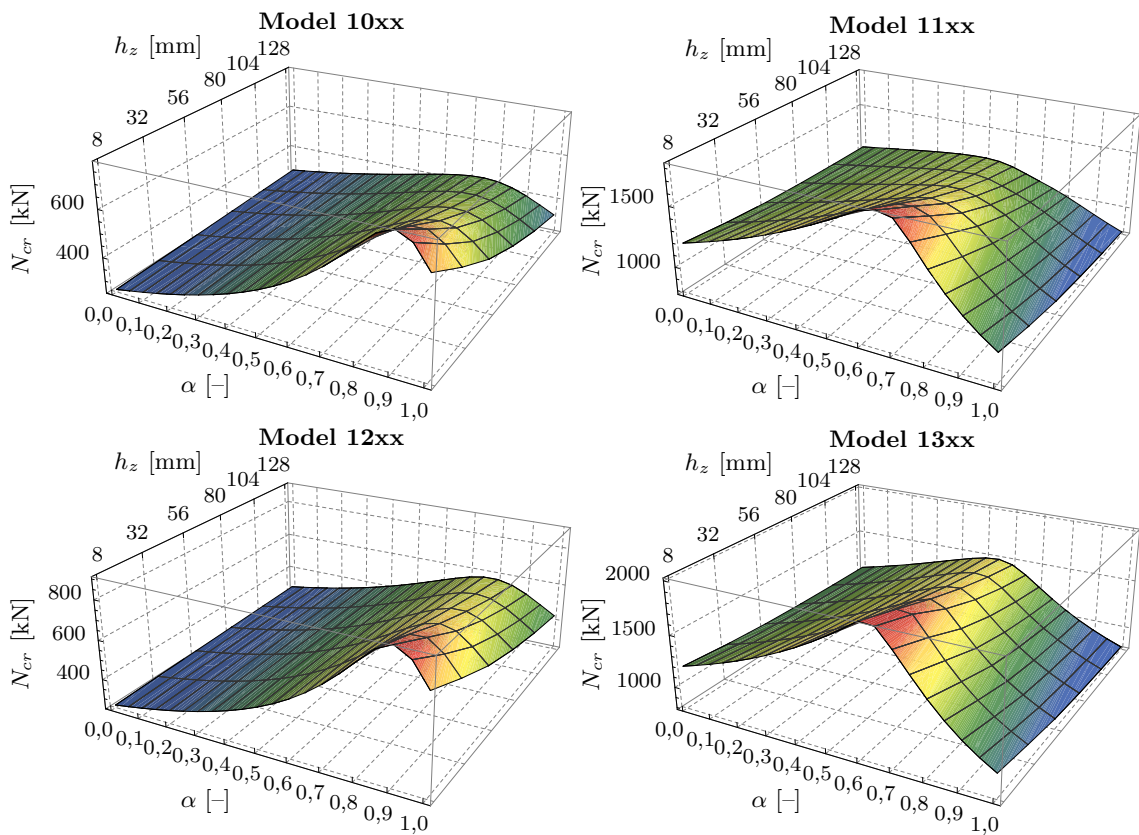 Model 10xx
h_z [mm]
8 32 56 80 104 128
N_cr [kN]
600
400
0,0 0,1 0,2 0,3 0,4 0,5 0,6 0,7 0,8 0,9 1,0
α [–]
Model 11xx
h_z [mm]
8 32 56 80 104 128
N_cr [kN]
1500
1000
0,0 0,1 0,2 0,3 0,4 0,5 0,6 0,7 0,8 0,9 1,0
α [–]
Model 12xx
h_z [mm]
8 32 56 80 104 128
N_cr [kN]
800
600
400
0,0 0,1 0,2 0,3 0,4 0,5 0,6 0,7 0,8 0,9 1,0
α [–]
Model 13xx
h_z [mm]
8 32 56 80 104 128
N_cr [kN]
2000
1500
1000
0,0 0,1 0,2 0,3 0,4 0,5 0,6 0,7 0,8 0,9 1,0
α [–]